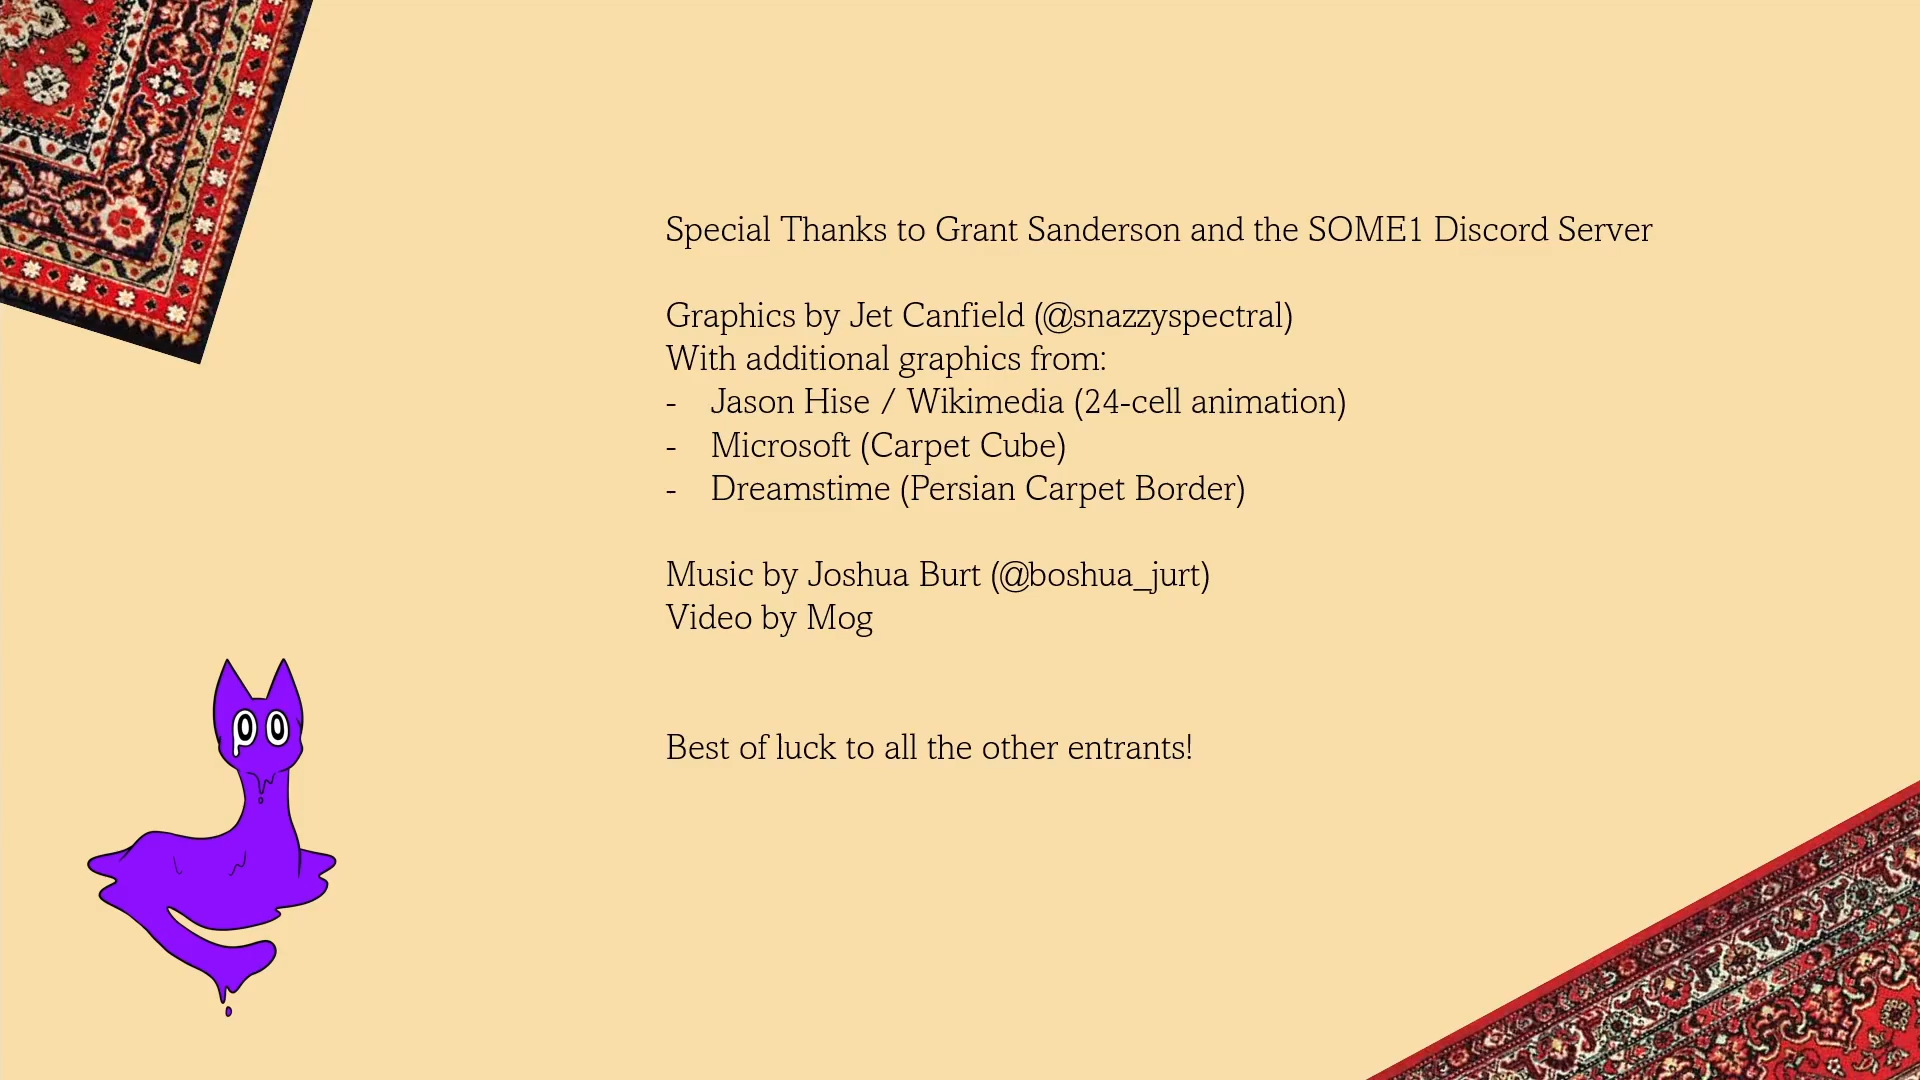 Special Thanks to Grant Sanderson and the SOME1 Discord Server
Graphics by Jet Canfield (@snazzyspectral)
With additional graphics from:
- Jason Hise / Wikimedia (24-cell animation)
- Microsoft (Carpet Cube)
- Dreamstime (Persian Carpet Border)
Music by Joshua Burt (@boshua_jurt)
Video by Mog
Best of luck to all the other entrants!